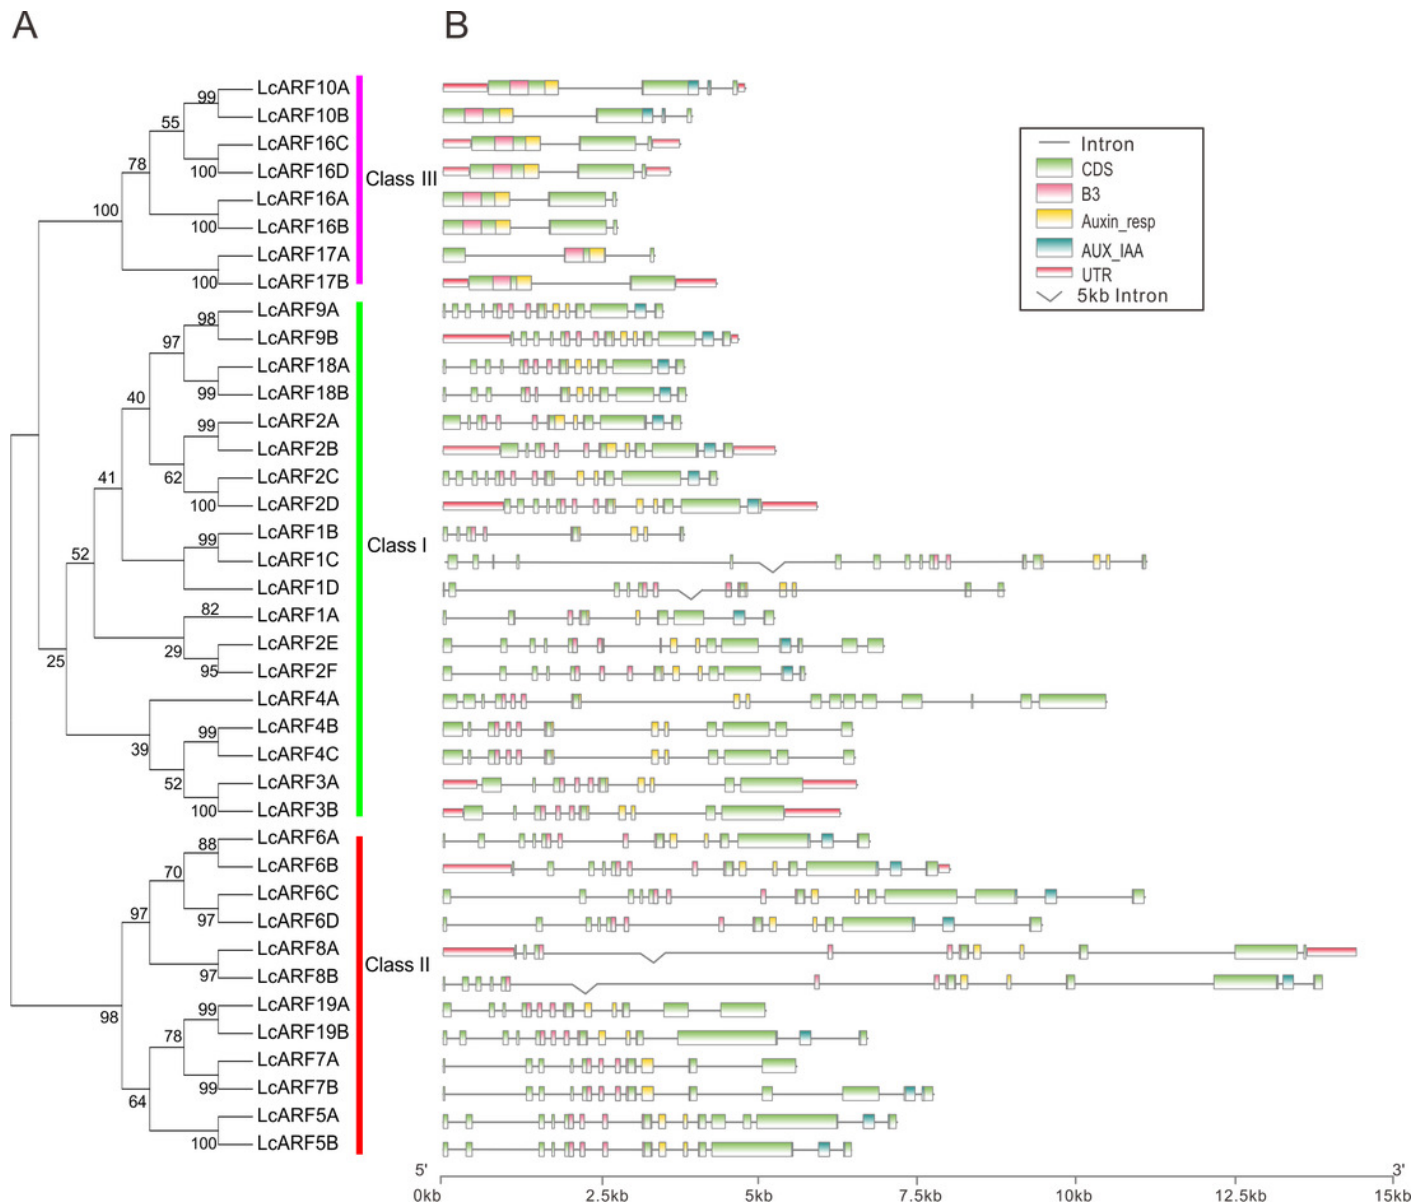 A
B
LcARF10A
LcARF10B
LcARF16C
LcARF16D
LcARF16A
LcARF16B
LcARF17A
LcARF17B
LcARF9A
LcARF9B
LcARF18A
LcARF18B
LcARF2A
LcARF2B
LcARF2C
LcARF2D
LcARF1B
LcARF1C
LcARF1D
LcARF1A
LcARF2E
LcARF2F
LcARF4A
LcARF4B
LcARF4C
LcARF3A
LcARF3B
LcARF6A
LcARF6B
LcARF6C
LcARF6D
LcARF8A
LcARF8B
LcARF19A
LcARF19B
LcARF7A
LcARF7B
LcARF5A
LcARF5B
99
55
78
100
100
100
100
98
97
99
40
99
62
100
41
99
52
82
29
95
25
99
39
52
100
88
70
97
97
97
98
99
78
99
64
100
Class III
Class I
Class II
Intron
CDS
B3
Auxin_resp
AUX_IAA
UTR
5kb Intron
5'
3'
0kb
2.5kb
5kb
7.5kb
10kb
12.5kb
15kb